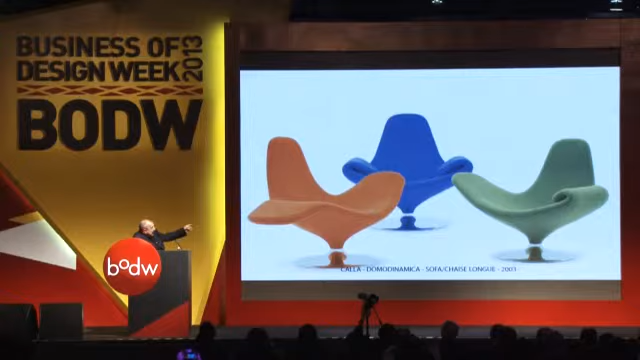 BUSINESS OF
DESIGN WEEK
2013
BODW
bodw
CALLA - DOMODINAMICA - SOFA/CHAISE LONGUE - 2003